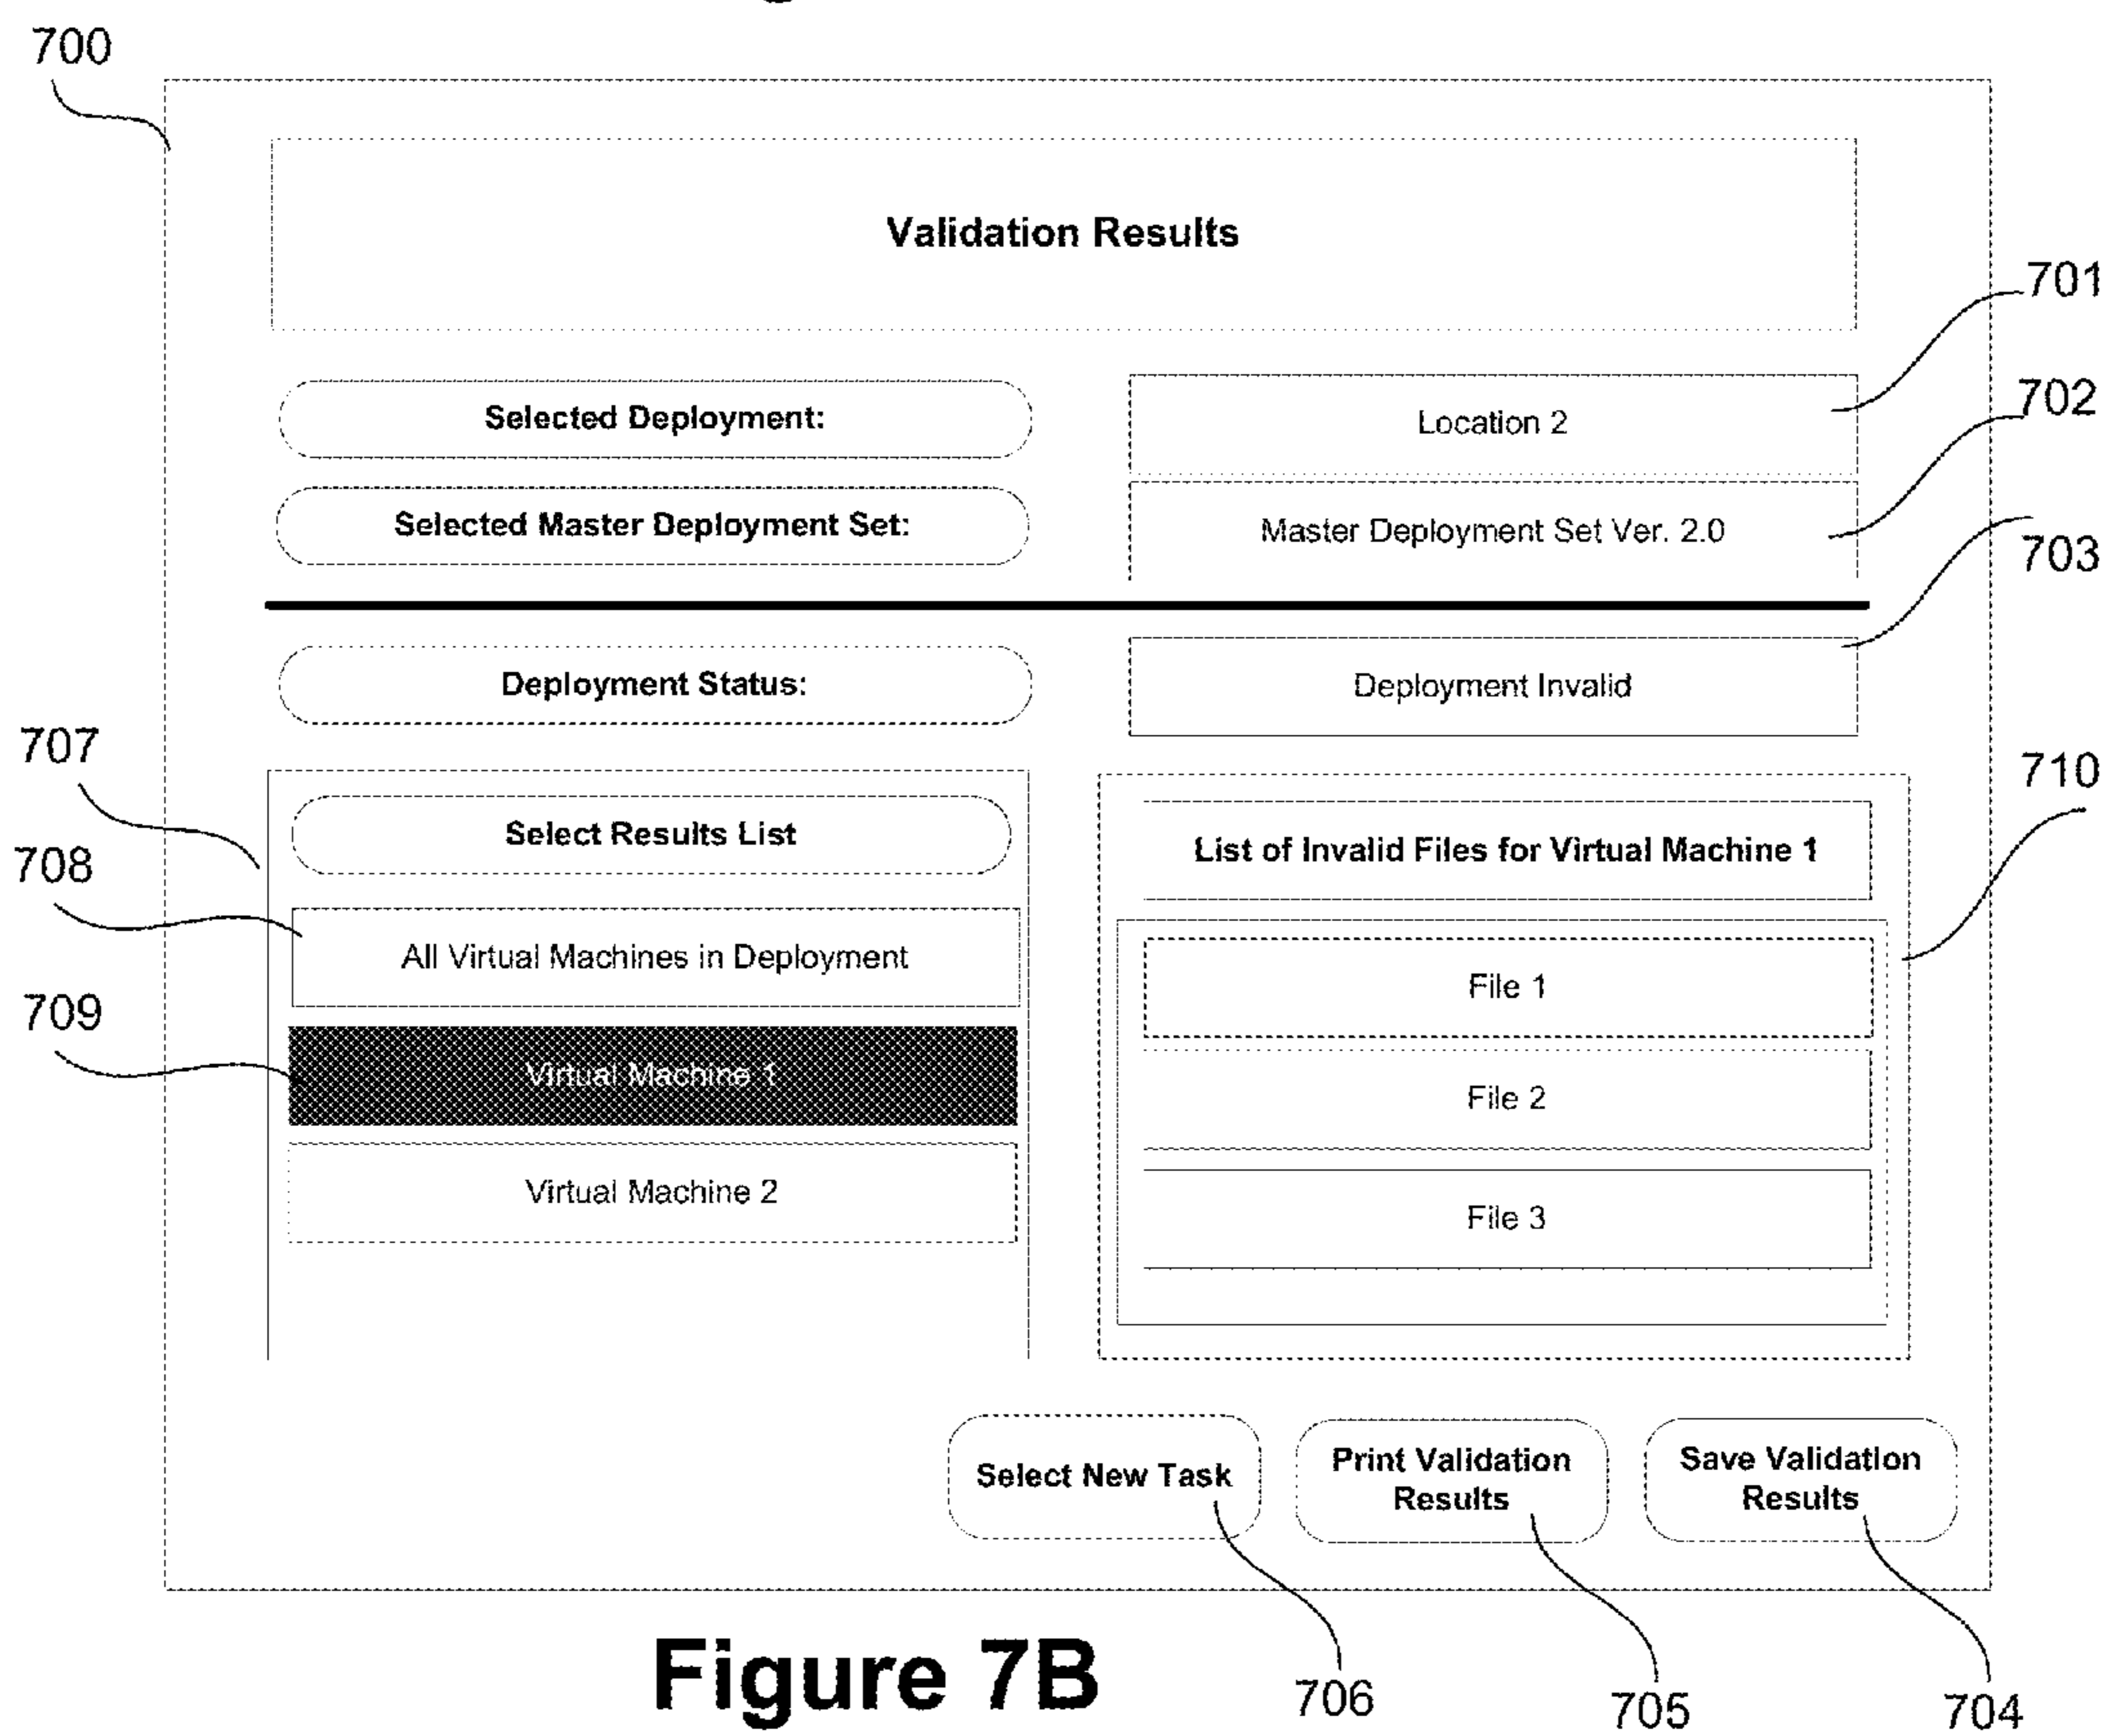 700
Validation Results
701
Selected Deployment:
Location 2
702
Selected Master Deployment Set:
Master Deployment Set Ver. 2.0
703
Deployment Status:
Deployment Invalid
707
710
Select Results List
List of Invalid Files for Virtual Machine 1
708
All Virtual Machines in Deployment
File 1
709
Virtual Machine 1
File 2
Virtual Machine 2
File 3
Select New Task
Print Validation
Results
Save Validation
Results
Figure 7B
706
705
704